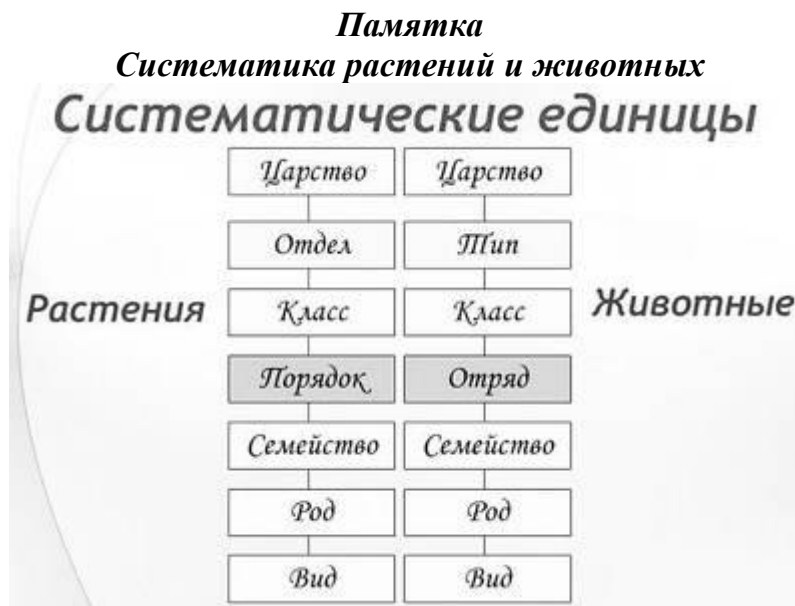 Памятка
Систематика растений и животных
Систематические единицы
Царство Царство
Отдел Тип
Растения Класс Класс Животные
Порядок Отряд
Семейство Семейство
Род Род
Вид Вид